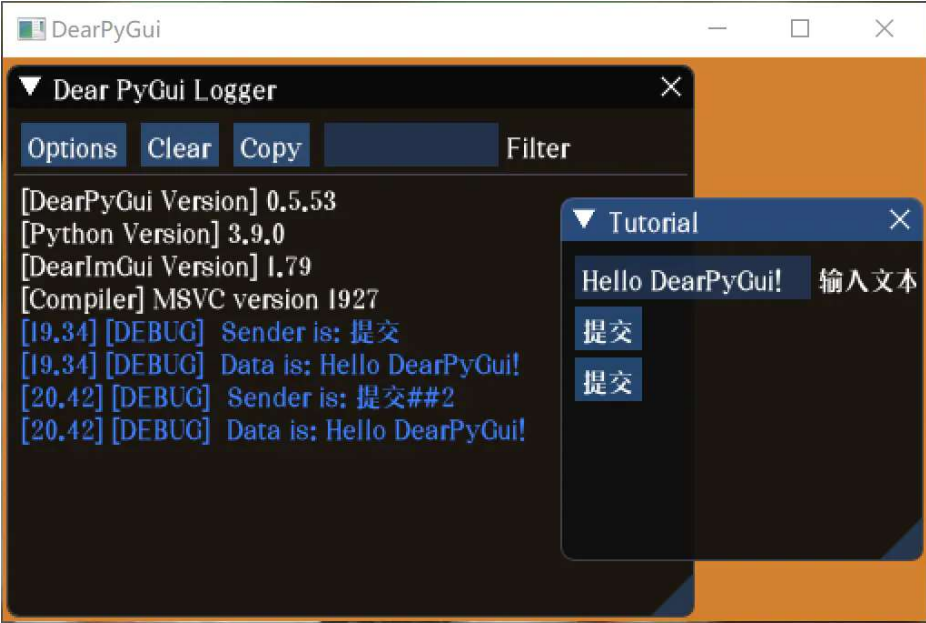 DearPyGui
Dear PyGui Logger
Options Clear Copy Filter
[DearPyGui Version] 0.5.53
[Python Version] 3.9.0
[DearImGui Version] 1.79
[Compiler] MSVC version 1927
[19.34] [DEBUG] Sender is: 提交
[19.34] [DEBUG] Data is: Hello DearPyGui!
[20.42] [DEBUG] Sender is: 提交##2
[20.42] [DEBUG] Data is: Hello DearPyGui!
Tutorial
Hello DearPyGui! 输入文本
提交
提交